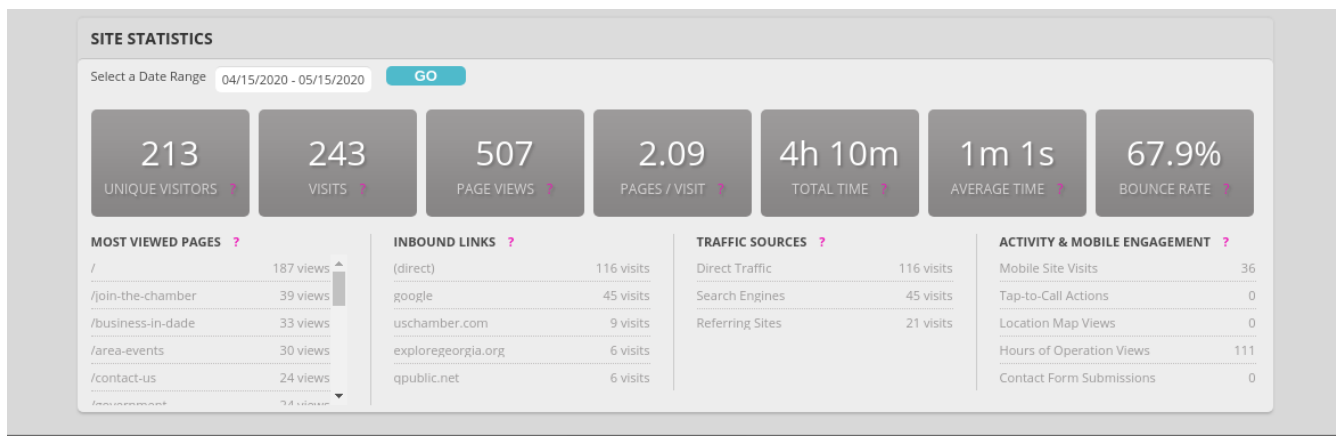 SITE STATISTICS
Select a Date Range 04/15/2020 - 05/15/2020 GO
213 243 507 2.09 4h 10m 1m 1s 67.9%
UNIQUE VISITORS ? VISITS ? PAGE VIEWS ? PAGES / VISIT ? TOTAL TIME ? AVERAGE TIME ? BOUNCE RATE ?
MOST VIEWED PAGES ?
/ 187 views
/join-the-chamber 39 views
/business-in-dade 33 views
/area-events 30 views
/contact-us 24 views
/government 24 views
INBOUND LINKS ?
(direct) 116 visits
google 45 visits
uschamber.com 9 visits
exploregeorgia.org 6 visits
qpublic.net 6 visits
TRAFFIC SOURCES ?
Direct Traffic 116 visits
Search Engines 45 visits
Referring Sites 21 visits
ACTIVITY & MOBILE ENGAGEMENT ?
Mobile Site Visits 36
Tap-to-Call Actions 0
Location Map Views 0
Hours of Operation Views 111
Contact Form Submissions 0